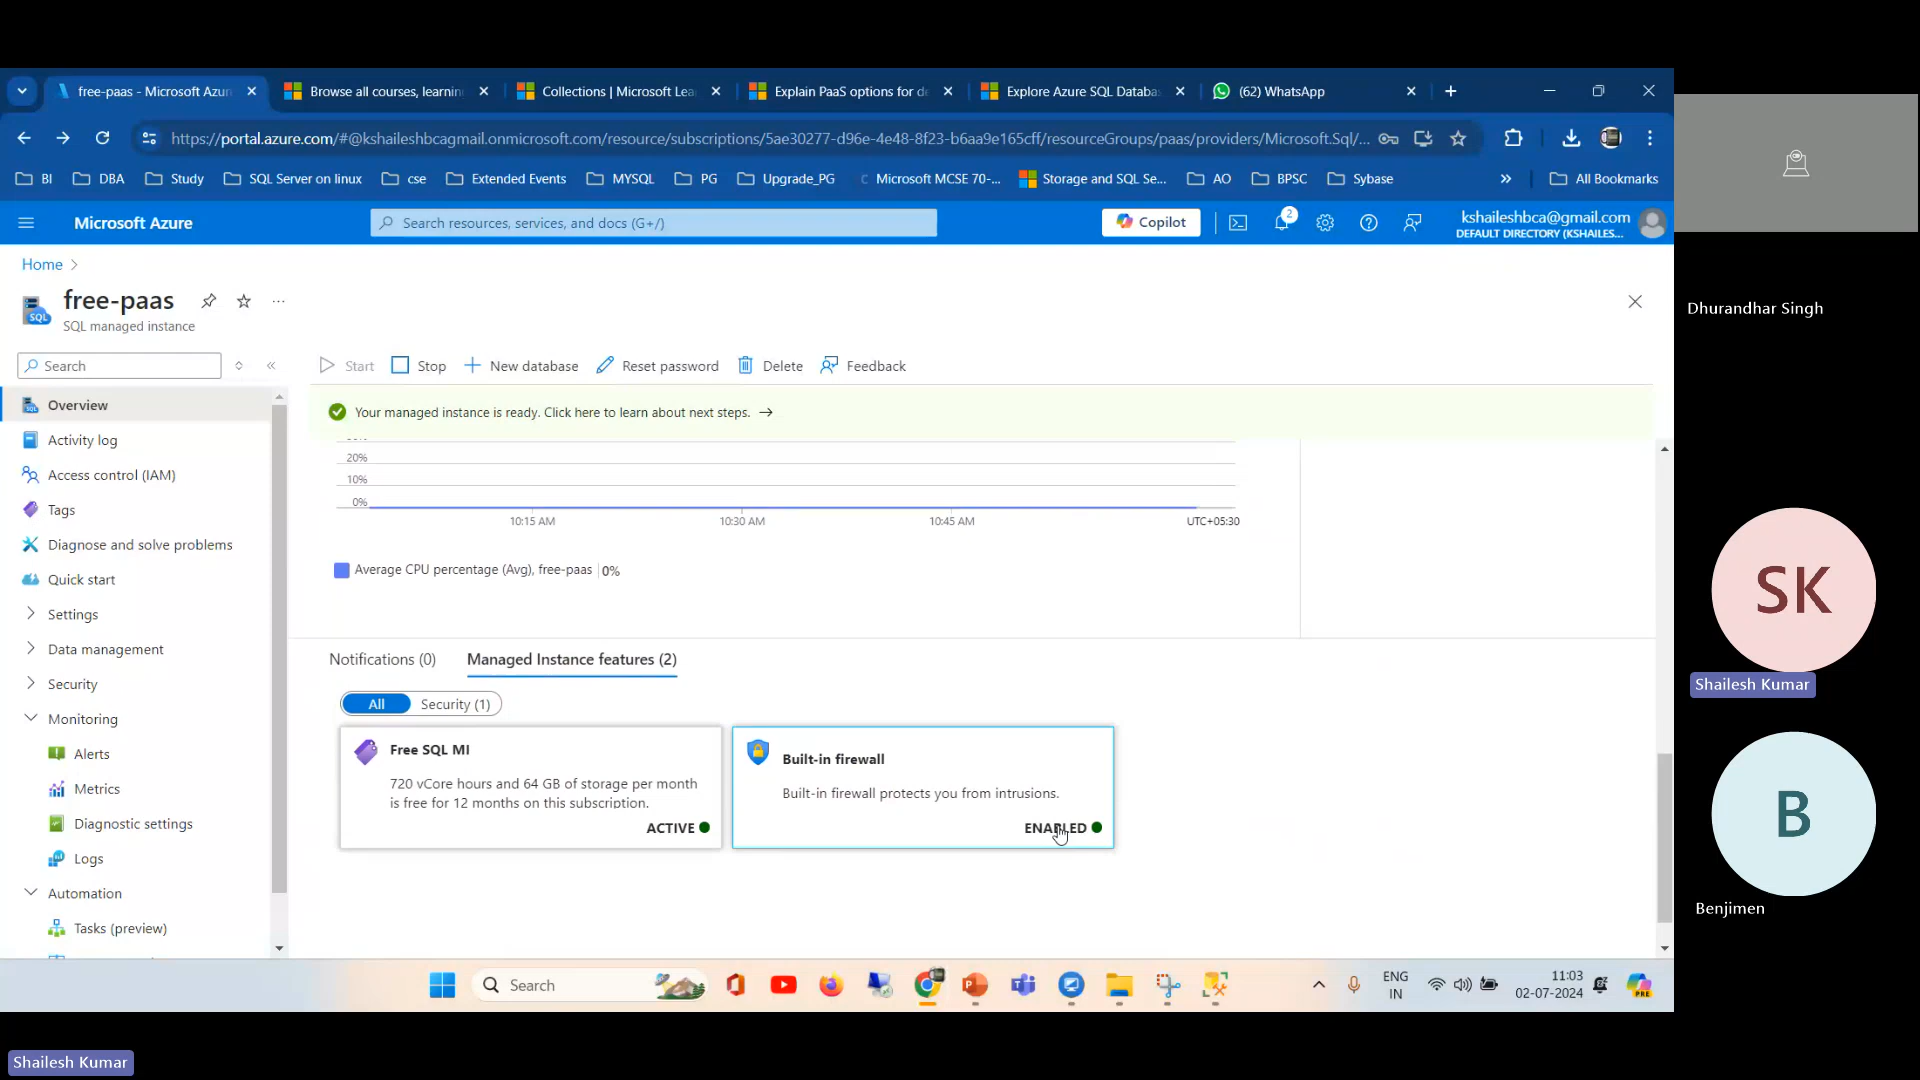 free-paas - Microsoft Azur
Browse all courses, learnin
Collections | Microsoft Lea
Explain PaaS options for de
Explore Azure SQL Databa
(62) WhatsApp
https://portal.azure.com/#@kshaileshbcagmail.onmicrosoft.com/resource/subscriptions/5ae30277-d96e-4e48-8f23-b6aa9e165cff/resourceGroups/paas/providers/Microsoft.Sql/...
BI
DBA
Study
SQL Server on linux
cse
Extended Events
MYSQL
PG
Upgrade_PG
Microsoft MCSE 70-...
Storage and SQL Se...
AO
BPSC
Sybase
»
All Bookmarks
Microsoft Azure
Search resources, services, and docs (G+/)
Copilot
2
kshaileshbca@gmail.com
DEFAULT DIRECTORY (KSHAILES...
Home >
free-paas
SQL managed instance
Search
Start
Stop
New database
Reset password
Delete
Feedback
Your managed instance is ready. Click here to learn about next steps. →
Overview
Activity log
Access control (IAM)
Tags
Diagnose and solve problems
Quick start
Settings
Data management
Security
Monitoring
Alerts
Metrics
Diagnostic settings
Logs
Automation
Tasks (preview)
20%
10%
0%
10:15 AM
10:30 AM
10:45 AM
UTC+05:30
Average CPU percentage (Avg), free-paas
0%
Notifications (0)
Managed Instance features (2)
All
Security (1)
Free SQL MI
720 vCore hours and 64 GB of storage per month
is free for 12 months on this subscription.
ACTIVE
Built-in firewall
Built-in firewall protects you from intrusions.
ENABLED
Search
ENG
IN
11:03
02-07-2024
PRE
Dhurandhar Singh
SK
Shailesh Kumar
B
Benjimen
Shailesh Kumar